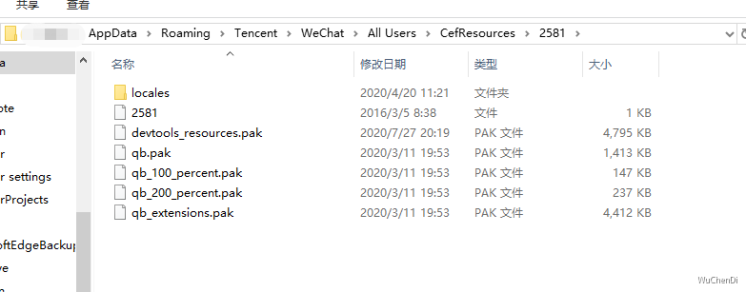 共享 查看
AppData > Roaming > Tencent > WeChat > All Users > CefResources > 2581 >
名称 修改日期 类型 大小
locales 2020/4/20 11:21 文件夹
2581 2016/3/5 8:38 文件 1 KB
devtools_resources.pak 2020/7/27 20:19 PAK 文件 4,795 KB
qb.pak 2020/3/11 19:53 PAK 文件 1,413 KB
qb_100_percent.pak 2020/3/11 19:53 PAK 文件 147 KB
qb_200_percent.pak 2020/3/11 19:53 PAK 文件 237 KB
qb_extensions.pak 2020/3/11 19:53 PAK 文件 4,412 KB
a
ote
n
r
r settings
rProjects
oftEdgeBackup
ve
WuChenDi